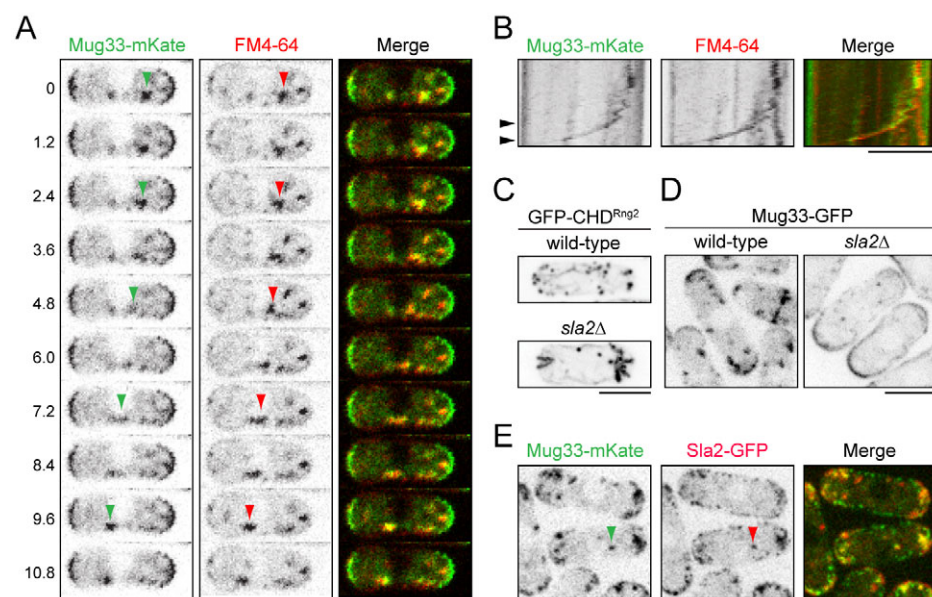 A
Mug33-mKate FM4-64 Merge
0
1.2
2.4
3.6
4.8
6.0
7.2
8.4
9.6
10.8
B
Mug33-mKate FM4-64 Merge
C
GFP-CHDRng2
wild-type
sla2Δ
D
Mug33-GFP
wild-type sla2Δ
E
Mug33-mKate Sla2-GFP Merge